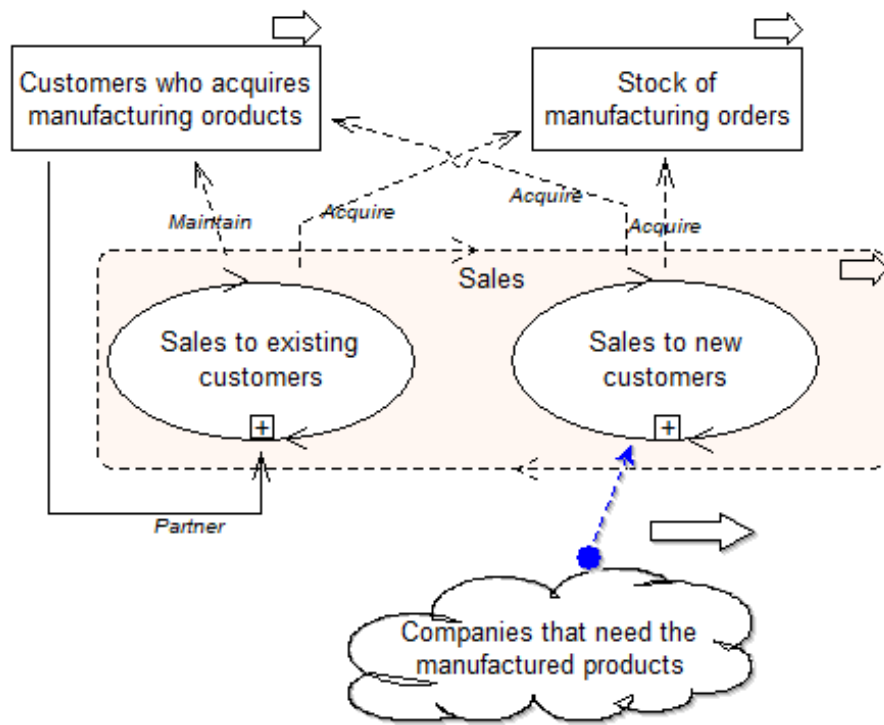 Customers who acquires
manufacturing oroducts
Stock of
manufacturing orders
Maintain
Acquire
Acquire
Acquire
Sales
Sales to existing
customers
+
Sales to new
customers
+
Partner
Companies that need the
manufactured products